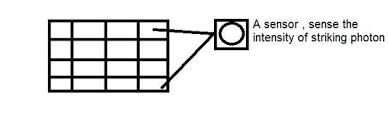 A sensor , sense the
intensity of striking photon